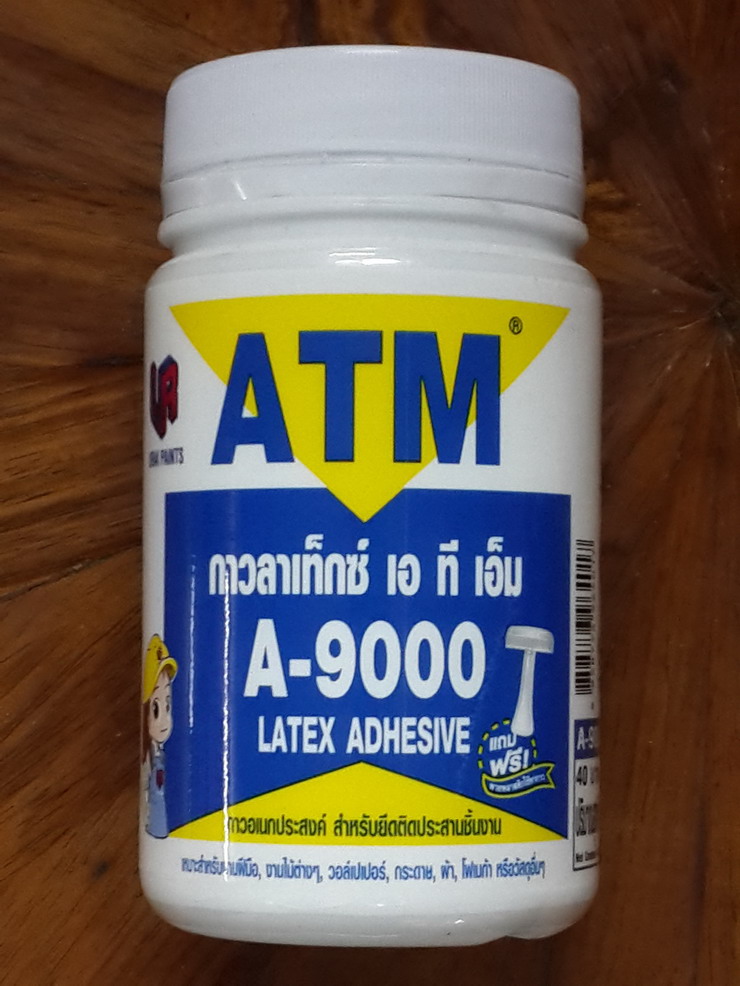 ATM®
PAINTS
กาวลาเท็กซ์ เอ ที เอ็ม
A-9000
LATEX ADHESIVE
แถม
ฟรี!
กาวอเนกประสงค์ สำหรับยึดติดประสานชิ้นงาน
เหมาะสำหรับงานฝีมือ, งานไม้ต่างๆ, วอล์เปเปอร์, กระดาษ, ผ้า, โฟเมก้า หรือวัสดุอื่นๆ
40